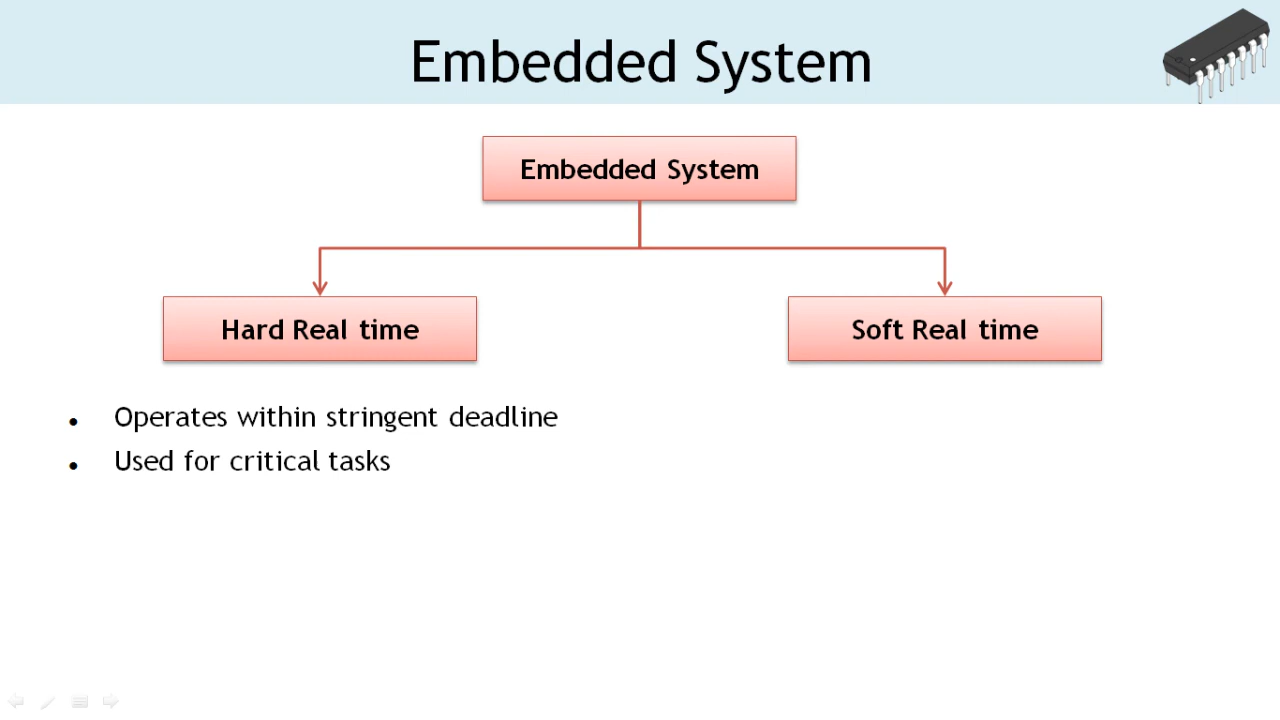 Embedded System
Embedded System
Hard Real time
Soft Real time
• Operates within stringent deadline
• Used for critical tasks